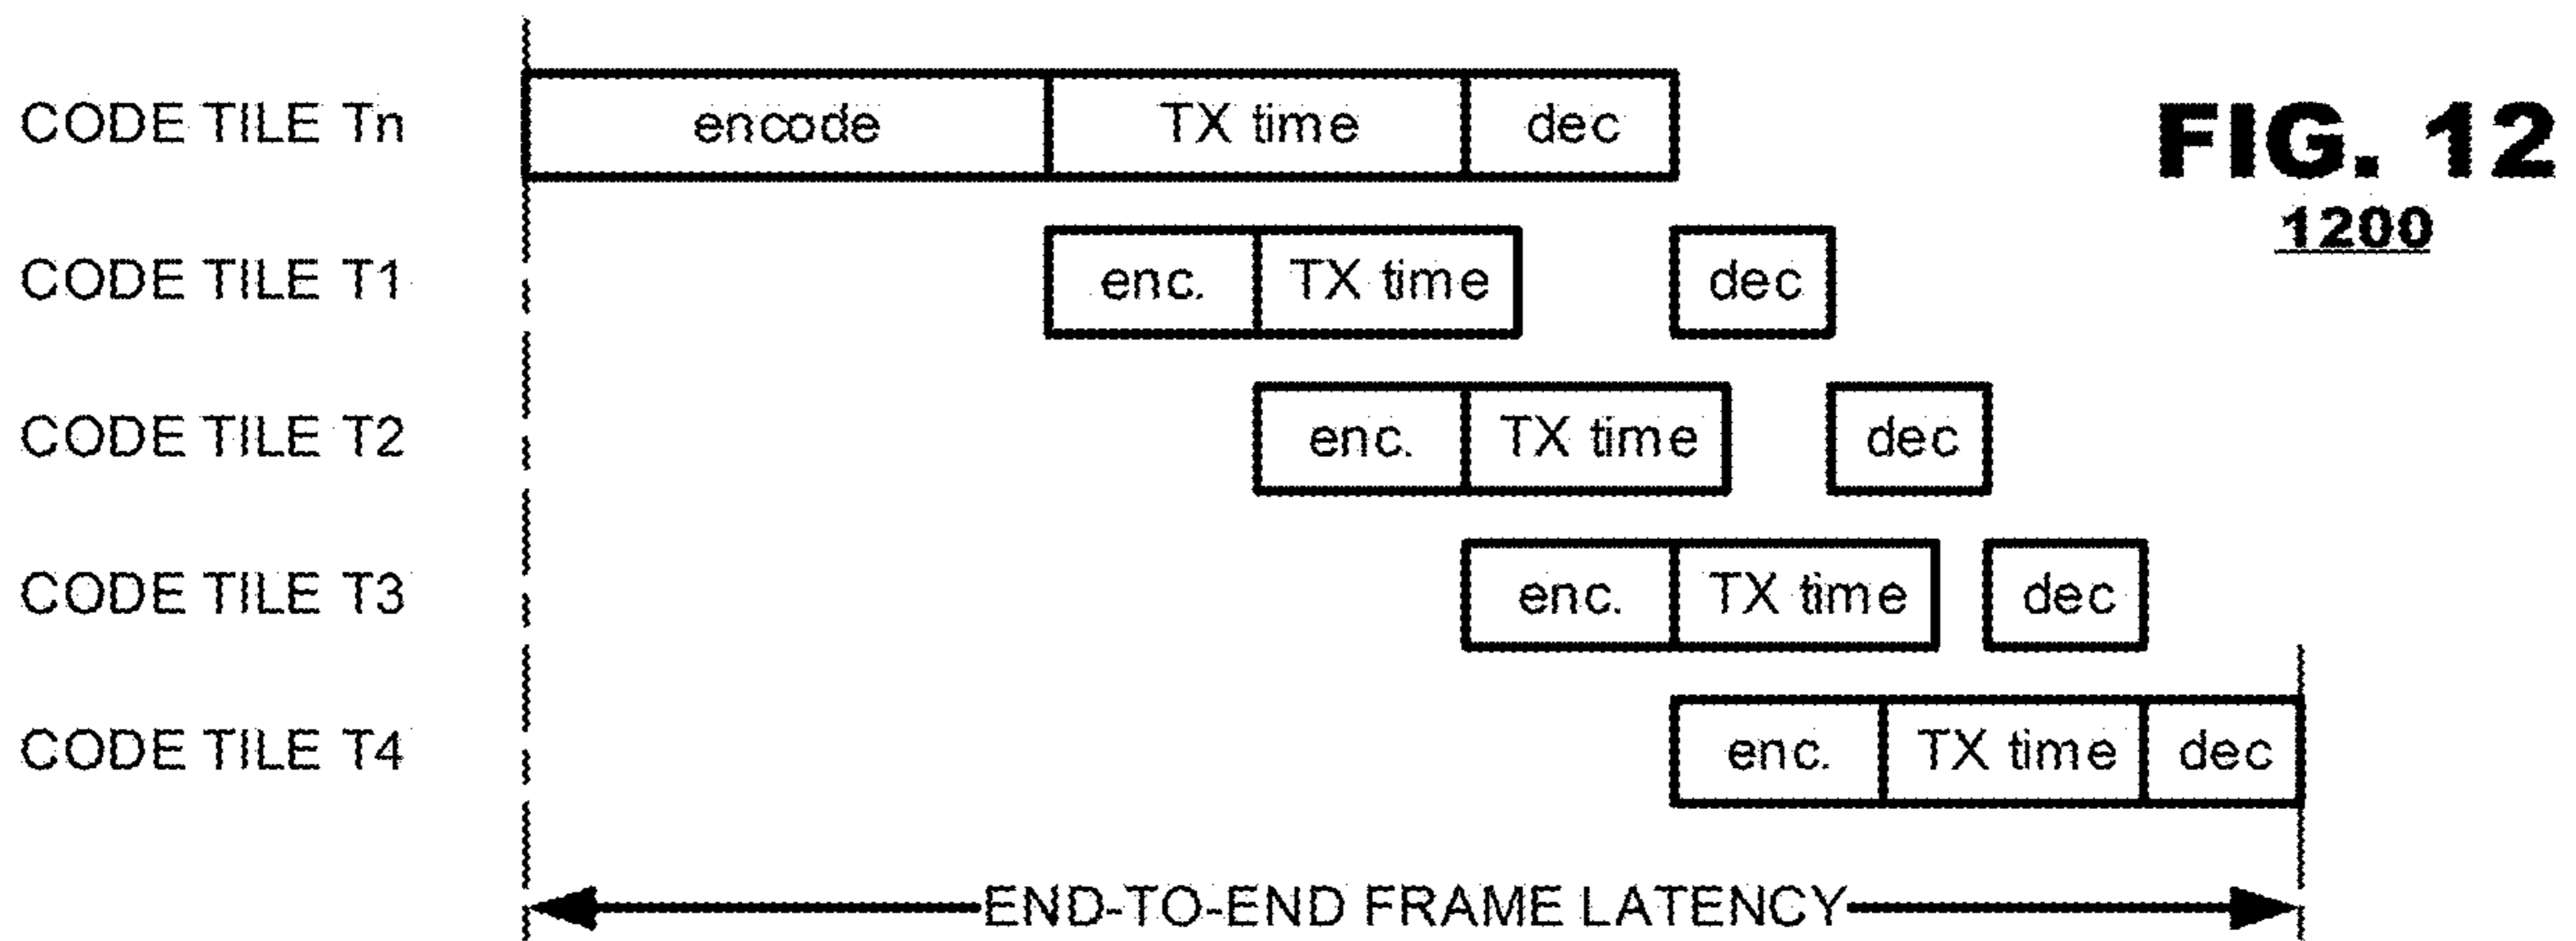 CODE TILE Tn encode TX time dec
FIG. 12
1200
CODE TILE T1 enc. TX time dec
CODE TILE T2 enc. TX time dec
CODE TILE T3 enc. TX time dec
CODE TILE T4 enc. TX time dec
END-TO-END FRAME LATENCY